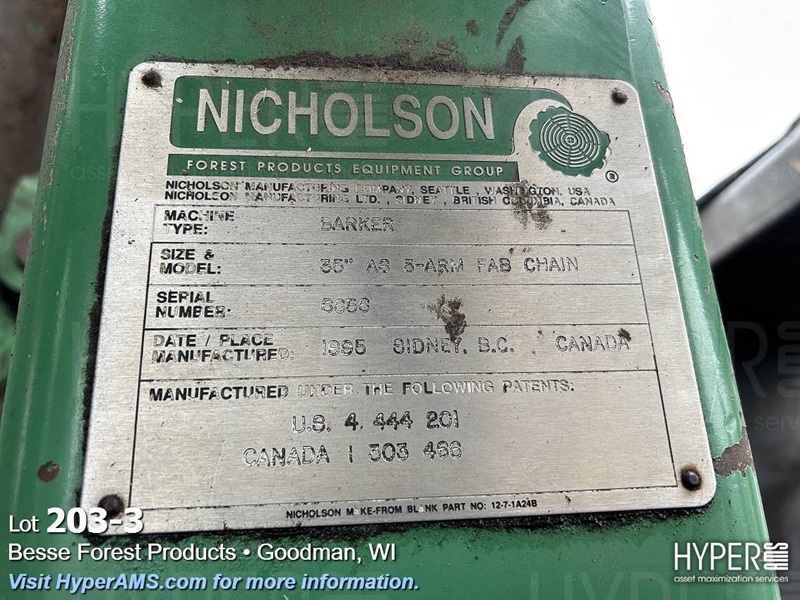 NICHOLSON
FOREST PRODUCTS EQUIPMENT GROUP
®
NICHOLSON MANUFACTURING COMPANY, SEATTLE, WASHINGTON, USA
NICHOLSON MANUFACTURING LTD., SIDNEY, BRITISH COLUMBIA, CANADA
MACHINE TYPE: BARKER
SIZE & MODEL: 35" A5 5-ARM FAB CHAIN
SERIAL NUMBER:
DATE / PLACE MANUFACTURED: 1995 SIDNEY, B.C. CANADA
MANUFACTURED UNDER THE FOLLOWING PATENTS:
U.S. 4 444 201
CANADA 1 303 466
NICHOLSON MAKE-FROM BLANK PART NO: 12-7-1A24B
Lot 203-3
Besse Forest Products • Goodman, WI
Visit HyperAMS.com for more information.
HYPER AMS
asset maximization services